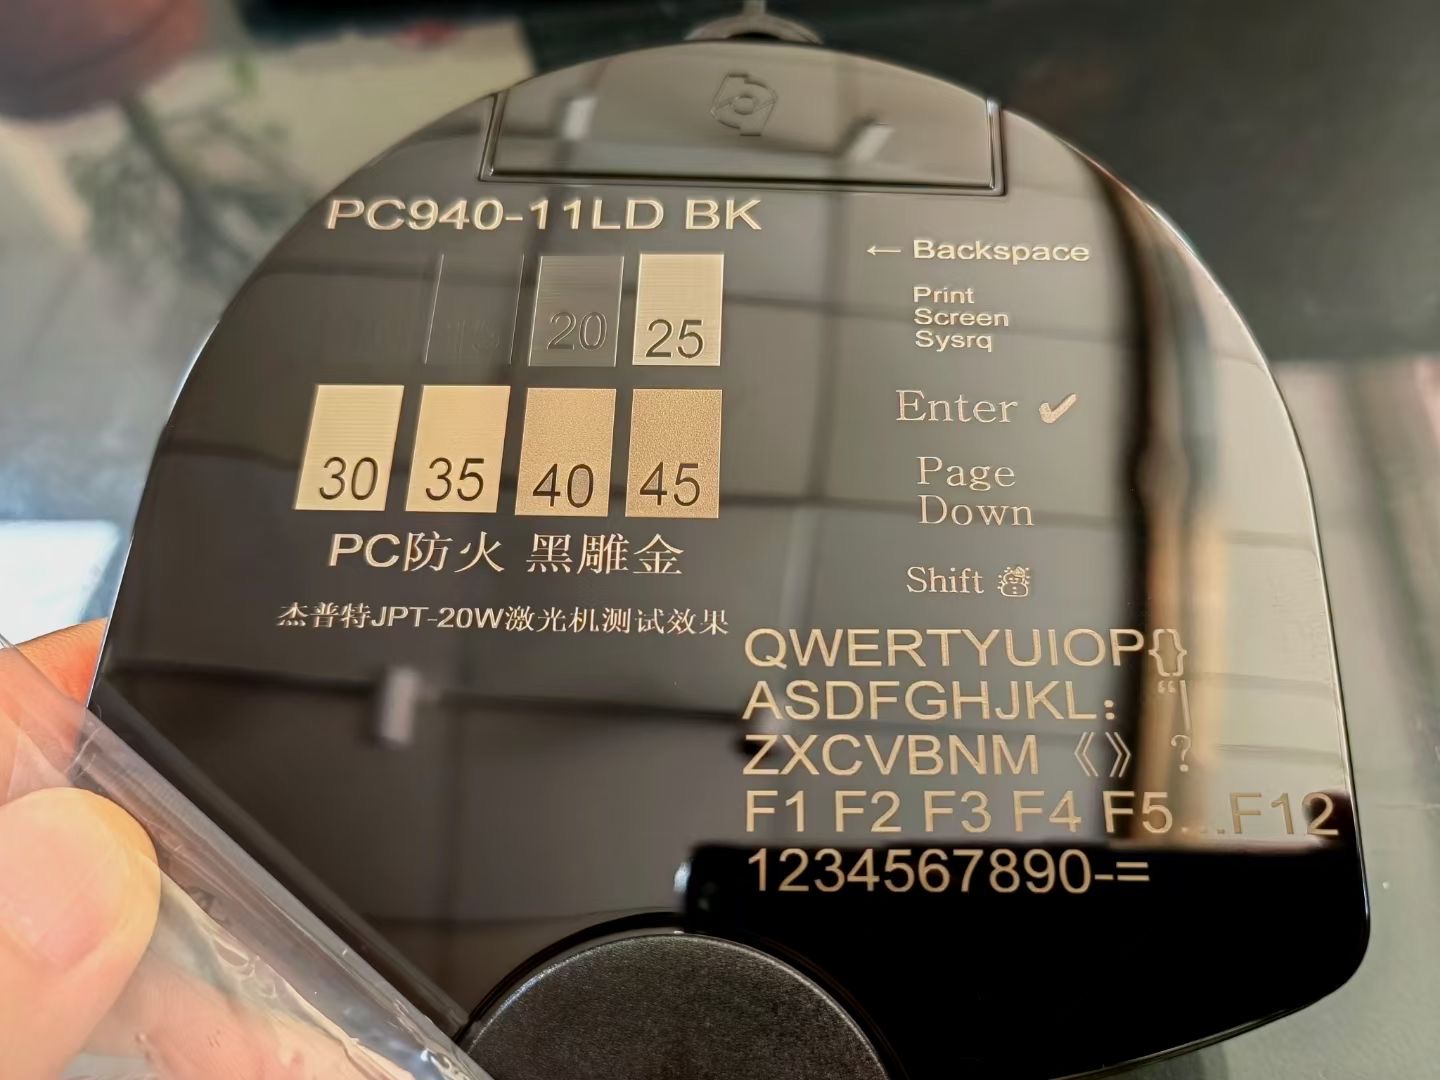 PC940-11LD BK
20 25
30 35 40 45
PC防火 黑雕金
杰普特JPT-20W激光机测试效果
← Backspace
Print
Screen
Sysrq
Enter ✔
Page
Down
Shift ☃
QWERTYUIOP{}
ASDFGHJKL：“|
ZXCVBNM 《》？
F1 F2 F3 F4 F5...F12
1234567890-=